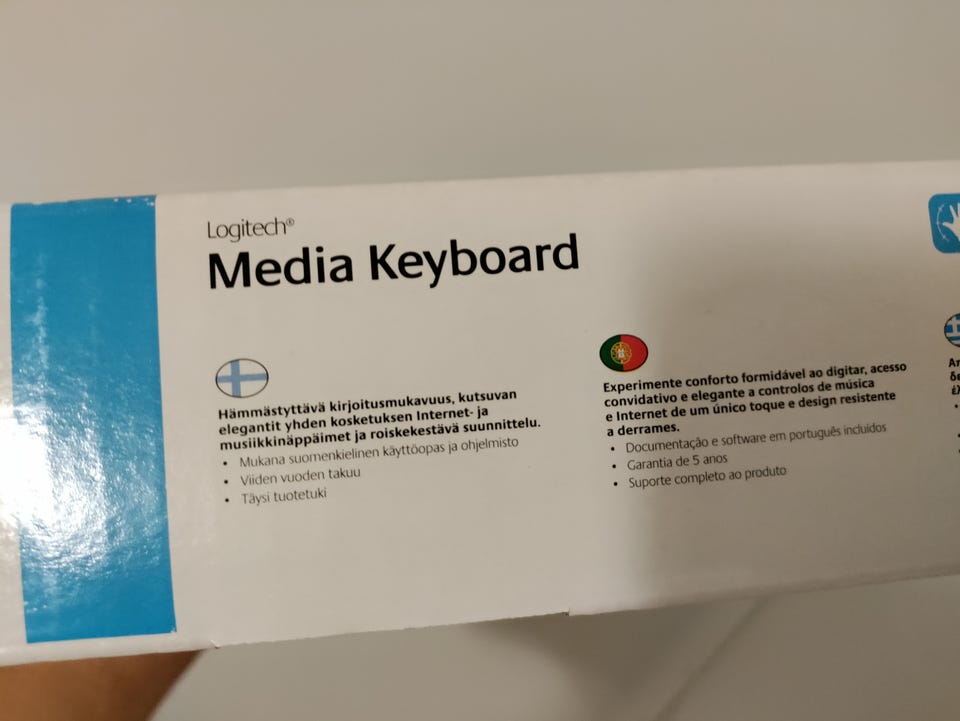 Logitech®
Media Keyboard
Hämmästyttävä kirjoitusmukavuus, kutsuvan
elegantit yhden kosketuksen Internet- ja
musiikkinäppäimet ja roiskekestävä suunnittelu.
• Mukana suomenkielinen käyttöopas ja ohjelmisto
• Viiden vuoden takuu
• Täysi tuotetuki
Experimente conforto formidável ao digitar, acesso
convidativo e elegante a controlos de música
e Internet de um único toque e design resistente
a derrames.
• Documentação e software em português incluídos
• Garantia de 5 anos
• Suporte completo ao produto